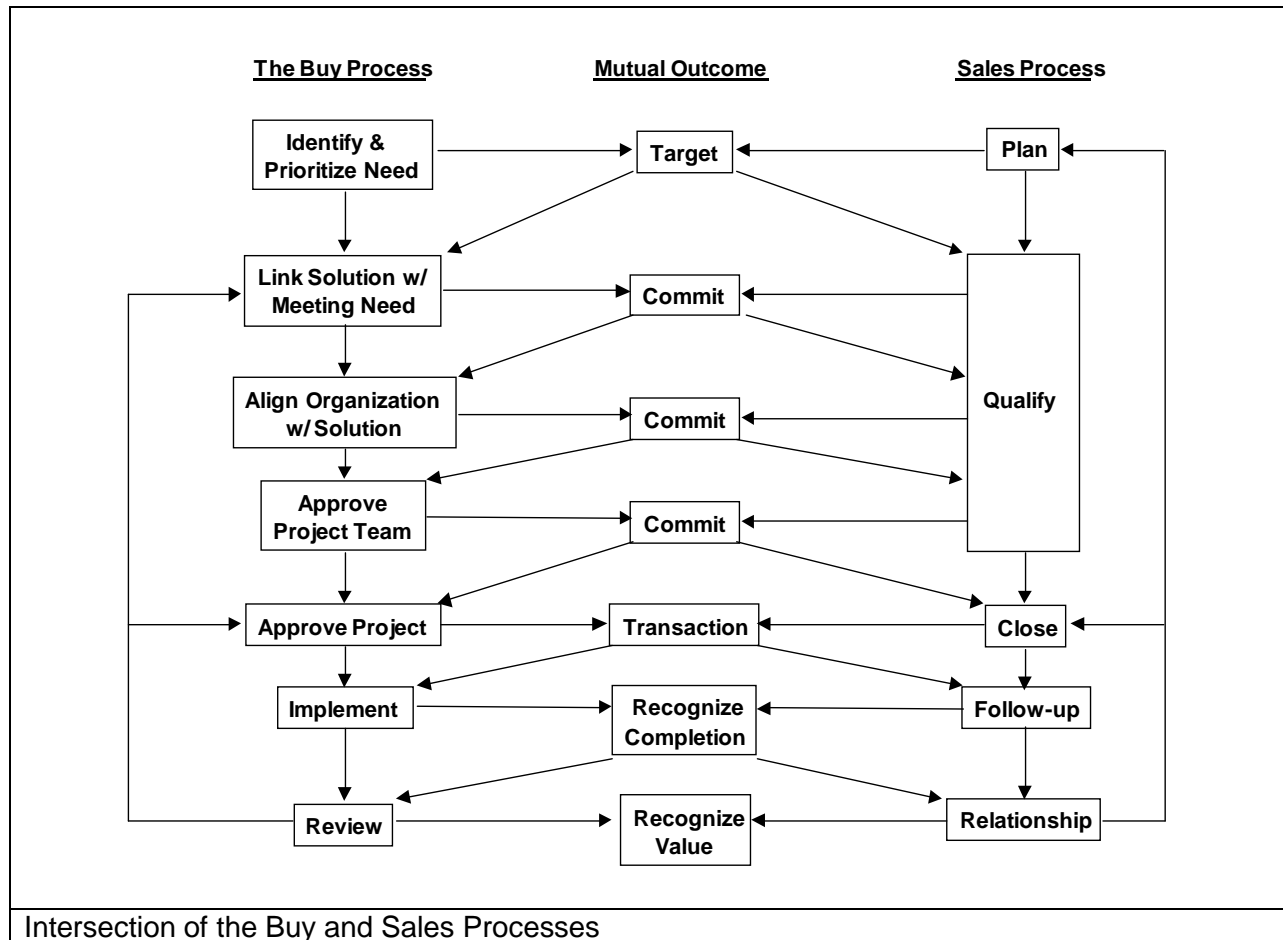 The Buy Process
Mutual Outcome
Sales Process
Identify &
Prioritize Need
Target
Plan
Link Solution w/
Meeting Need
Commit
Qualify
Align Organization
w/ Solution
Commit
Approve
Project Team
Commit
Approve Project
Transaction
Close
Implement
Recognize
Completion
Follow-up
Review
Recognize
Value
Relationship
Intersection of the Buy and Sales Processes